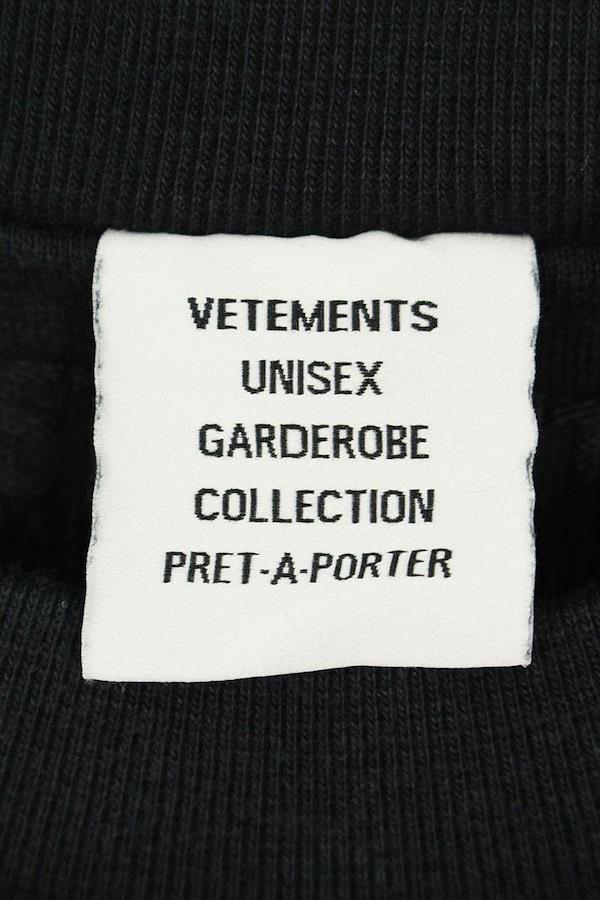 VETEMENTS
UNISEX
GARDEROBE
COLLECTION
PRET-A-PORTER